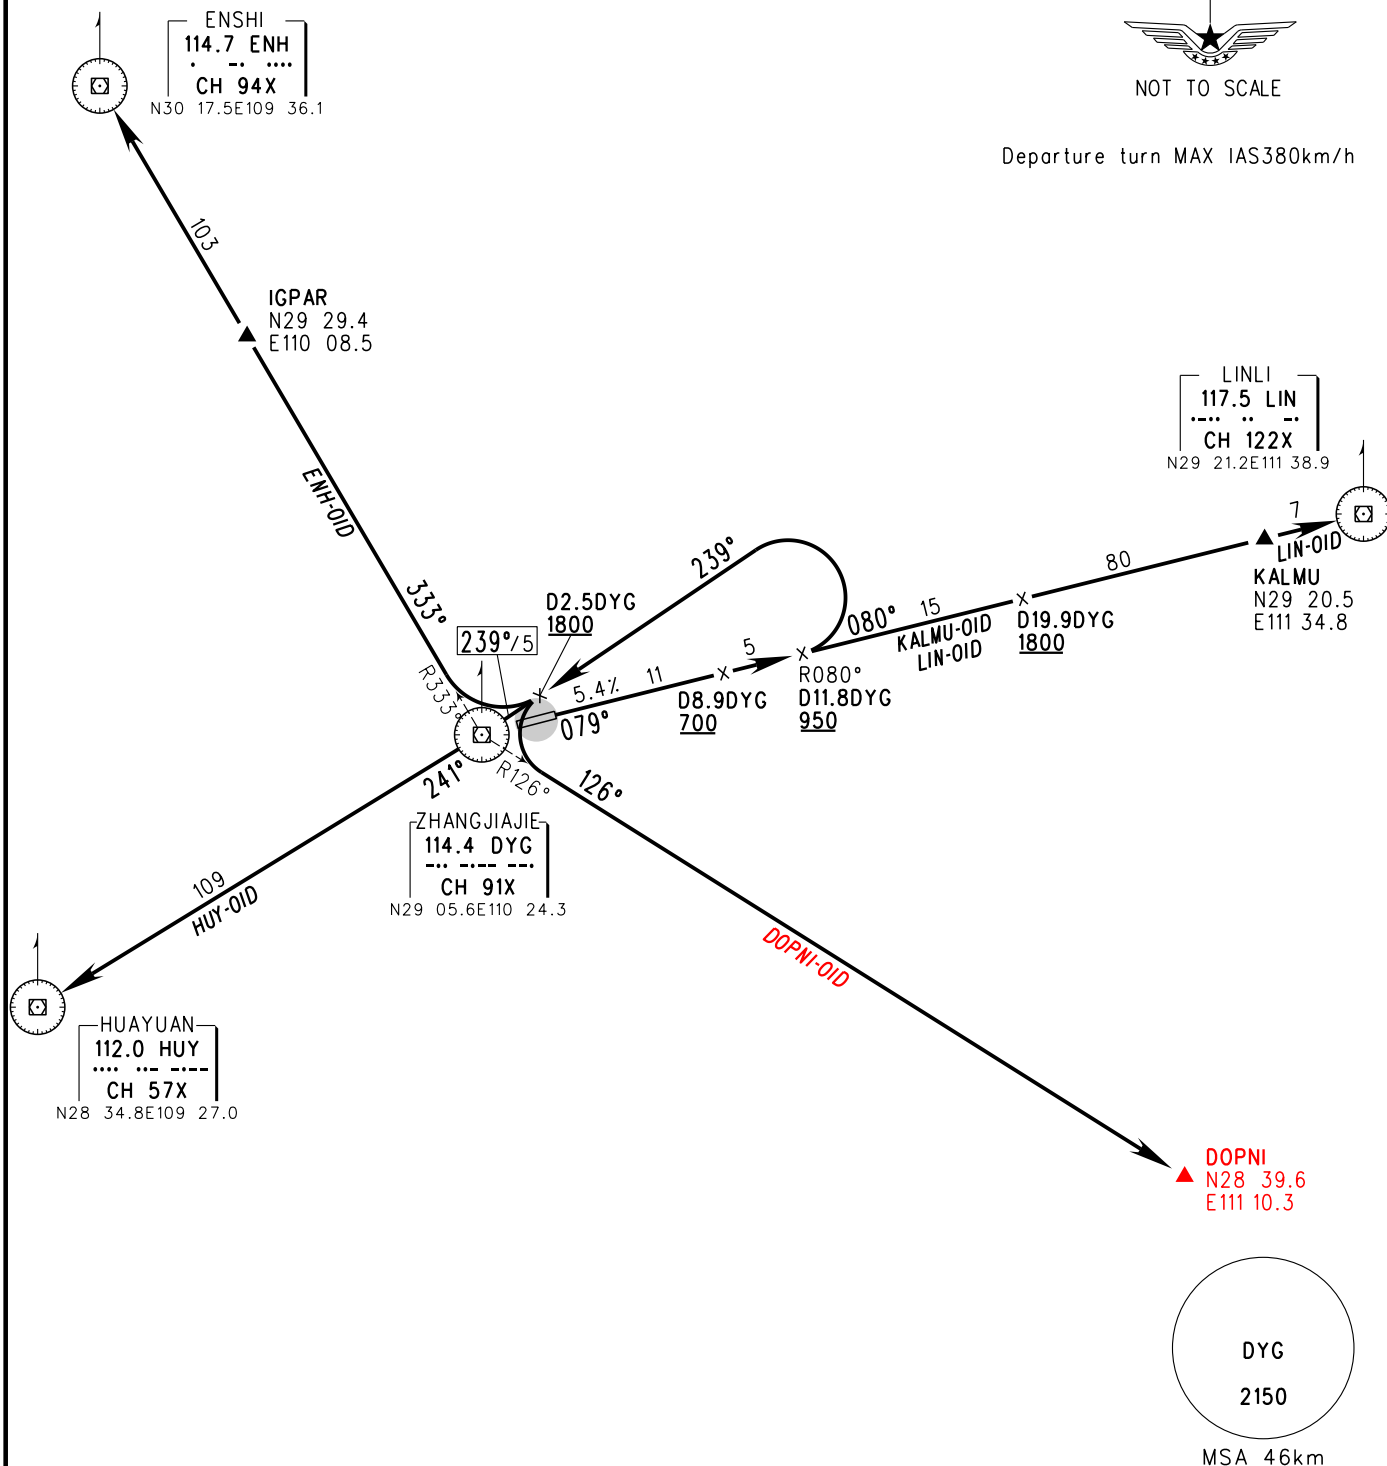 ENSHI
114.7 ENH
CH 94X
N30 17.5E109 36.1
NOT TO SCALE
Departure turn MAX IAS380km/h
103
IGPAR
N29 29.4
E110 08.5
LINLI
117.5 LIN
CH 122X
N29 21.2E111 38.9
ENH-01D
7
LIN-01D
KALMU
N29 20.5
E111 34.8
80
239°
333°
D2.5DYG
1800
239°/5
080°
15
KALMU-01D
LIN-01D
D19.9DYG
1800
5
11
5.4%
R080°
D11.8DYG
950
D8.9DYG
700
079°
R333°
R126°
126°
241°
ZHANGJIAJIE
114.4 DYG
CH 91X
N29 05.6E110 24.3
109
HUY-01D
DOPNI-01D
HUAYUAN
112.0 HUY
CH 57X
N28 34.8E109 27.0
DOPNI
N28 39.6
E111 10.3
DYG
2150
MSA 46km